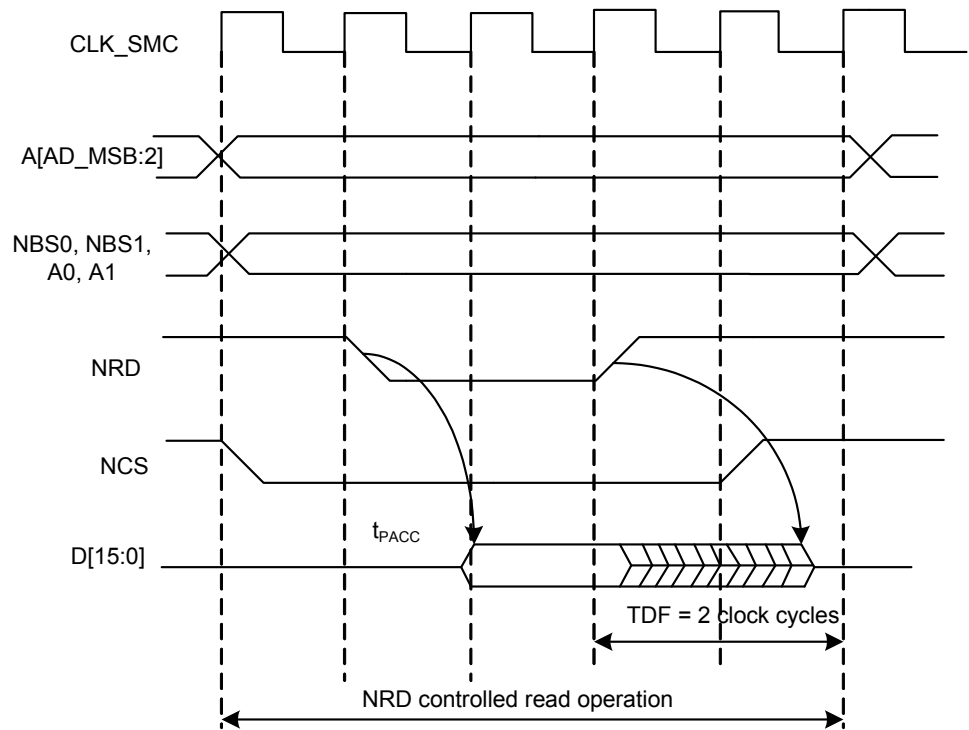 CLK_SMC
A[AD_MSB:2]
NBS0, NBS1,
A0, A1
NRD
NCS
tPACC
D[15:0]
TDF = 2 clock cycles
NRD controlled read operation